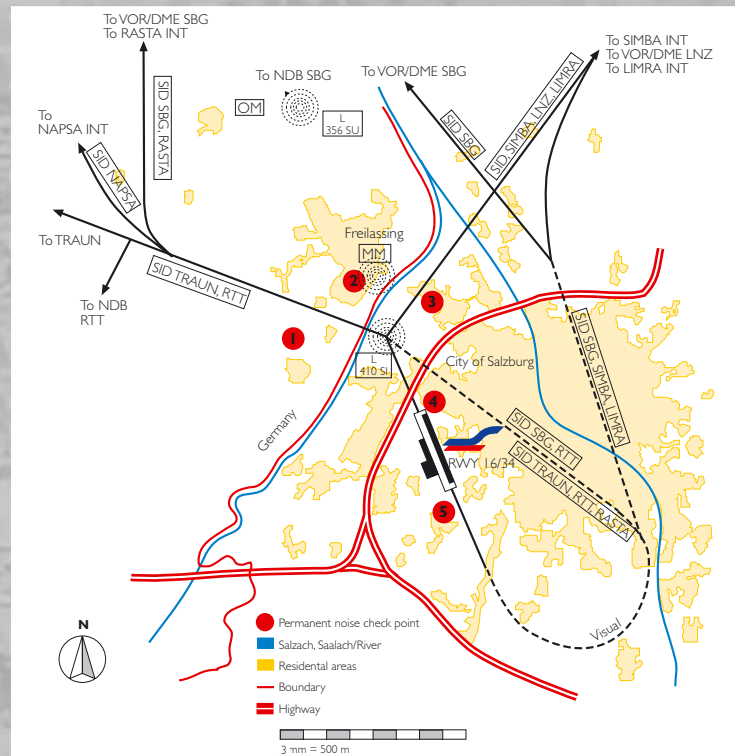 To VOR/DME SBG
To RASTA INT
To NDB SBG
OM
L
356 SU
To VOR/DME SBG
To SIMBA INT
To VOR/DME LNZ
To LIMRA INT
To
NAPSA INT
SID NAPSA
SID SBG, RASTA
SID SBG
SID, SIMBA, LNZ, LIMRA
To TRAUN
SID TRAUN, RTT
To NDB
RTT
Freilassing
MM
2
3
1
L
410 SI
City of Salzburg
SID SBG, SIMBA, LIMRA
Germany
4
SID SBG RTT
SID TRAUN, RTT, RASTA
RWY 16/34
5
Visual
N
Permanent noise check point
Salzach, Saalach/River
Residental areas
Boundary
Highway
3 mm = 500 m